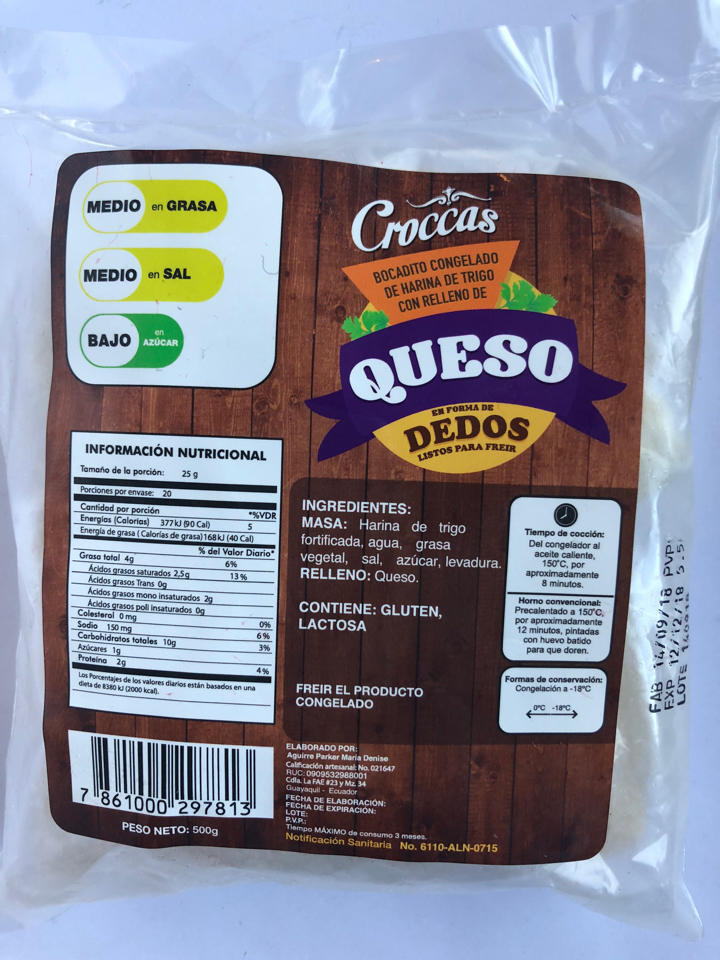 MEDIO en GRASA
MEDIO en SAL
BAJO en AZÚCAR
Croccas
BOCADITO CONGELADO
DE HARINA DE TRIGO
CON RELLENO DE
QUESO
EN FORMA DE
DEDOS
LISTOS PARA FREIR
INFORMACIÓN NUTRICIONAL
Tamaño de la porción: 25 g
Porciones por envase: 20
Cantidad por porción *%VDR
Energías (Calorías) 377 kJ (90 Cal) 5
Energía de grasa (Calorías de grasa) 168 kJ (40 Cal)
% del Valor Diario*
Grasa total 4g 6%
Ácidos grasos saturados 2,5g 13%
Ácidos grasos Trans 0g
Ácidos grasos mono insaturados 2g
Ácidos grasos poli insaturados 0g
Colesterol 0 mg 0%
Sodio 150 mg 6%
Carbohidratos totales 10g 3%
Azúcares 1g
Proteína 2g 4%
Los Porcentajes de los valores diarios están basados en una
dieta de 8380 kJ (2000 kcal).
INGREDIENTES:
MASA: Harina de trigo
fortificada, agua, grasa
vegetal, sal, azúcar, levadura.
RELLENO: Queso.
CONTIENE: GLUTEN,
LACTOSA
FREIR EL PRODUCTO
CONGELADO
Tiempo de cocción:
Del congelador al
aceite caliente,
150°C, por
aproximadamente
8 minutos.
Horno convencional:
Precalentado a 150°C,
por aproximadamente
12 minutos, pintadas
con huevo batido
para que doren.
Formas de conservación:
Congelación a -18°C
0°C -18°C
FAB 14/09/18 PVP:
EXP 12/12/18 5.5
LOTE
7 861000 297813
PESO NETO: 500g
ELABORADO POR:
Aguirre Parker María Denise
Calificación artesanal: No. 021647
RUC: 0909532988001
Cdla. La FAE #23 y Mz. 34
Guayaquil - Ecuador
FECHA DE ELABORACIÓN:
FECHA DE EXPIRACIÓN:
LOTE:
P.V.P.:
Tiempo MÁXIMO de consumo 3 meses.
Notificación Sanitaria No. 6110-ALN-0715